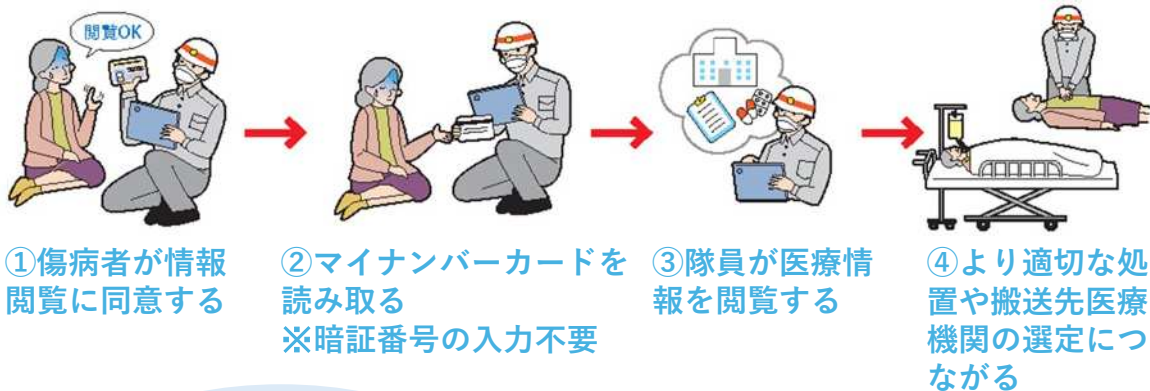 閲覧OK
①傷病者が情報
閲覧に同意する
②マイナンバーカードを
読み取る
※暗証番号の入力不要
③隊員が医療情
報を閲覧する
④より適切な処
置や搬送先医療
機関の選定につ
ながる